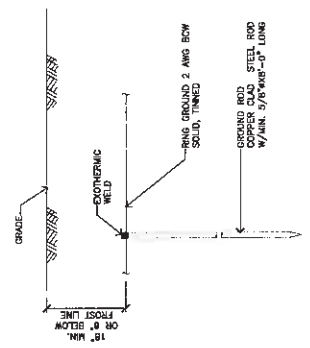 GRADE
EXOTHERMIC
WELD
18" MIN.
OR 6" BELOW
FROST LINE
RING GROUND 2 AWG BCW
SOLID, TINNED
GROUND ROD
COPPER CLAD STEEL ROD
W/MIN. 5/8"øX8'-0" LONG